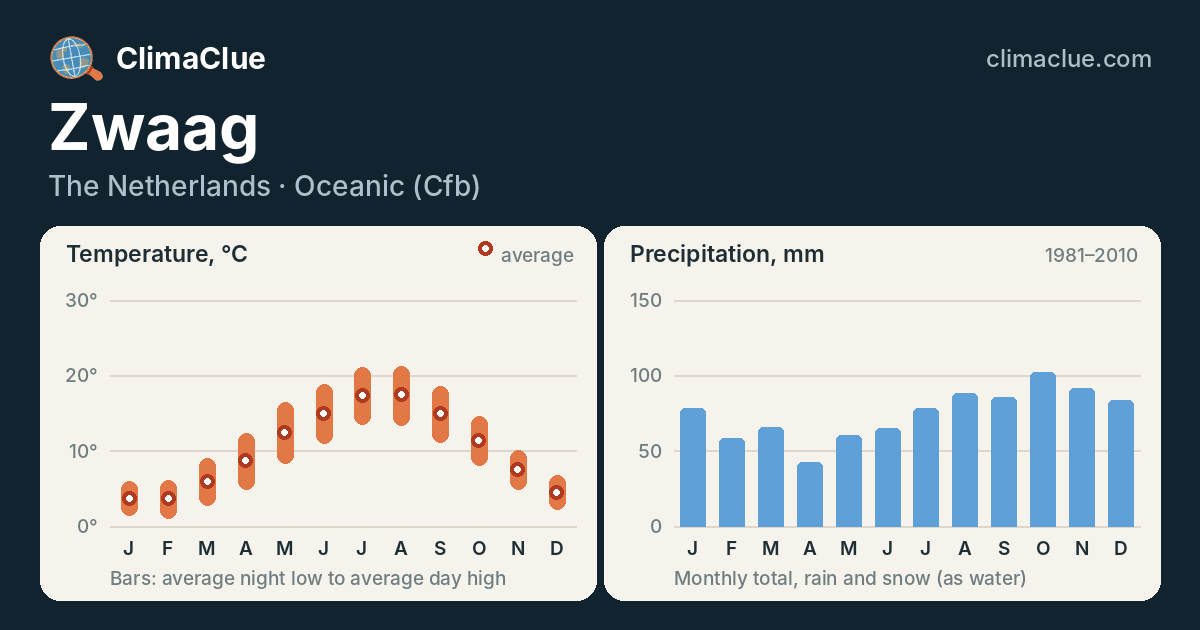 ClimaClue
climaclue.com
Zwaag
The Netherlands · Oceanic (Cfb)
Temperature, °C
average
30°
20°
10°
0°
J F M A M J J A S O N D
Bars: average night low to average day high
Precipitation, mm
1981–2010
150
100
50
0
J F M A M J J A S O N D
Monthly total, rain and snow (as water)